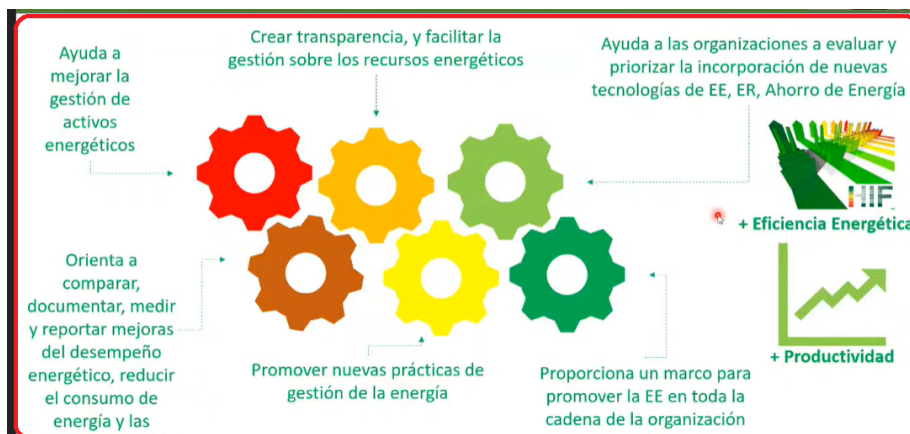 Ayuda a
mejorar la
gestión de
activos
energéticos
Crear transparencia, y facilitar la
gestión sobre los recursos energéticos
Ayuda a las organizaciones a evaluar y
priorizar la incorporación de nuevas
tecnologías de EE, ER, Ahorro de Energía
HIF
+ Eficiencia Energética
Orienta a
comparar,
documentar, medir
y reportar mejoras
del desempeño
energético, reducir
el consumo de
energía y las
Promover nuevas prácticas de
gestión de la energía
Proporciona un marco para
promover la EE en toda la
cadena de la organización
+ Productividad